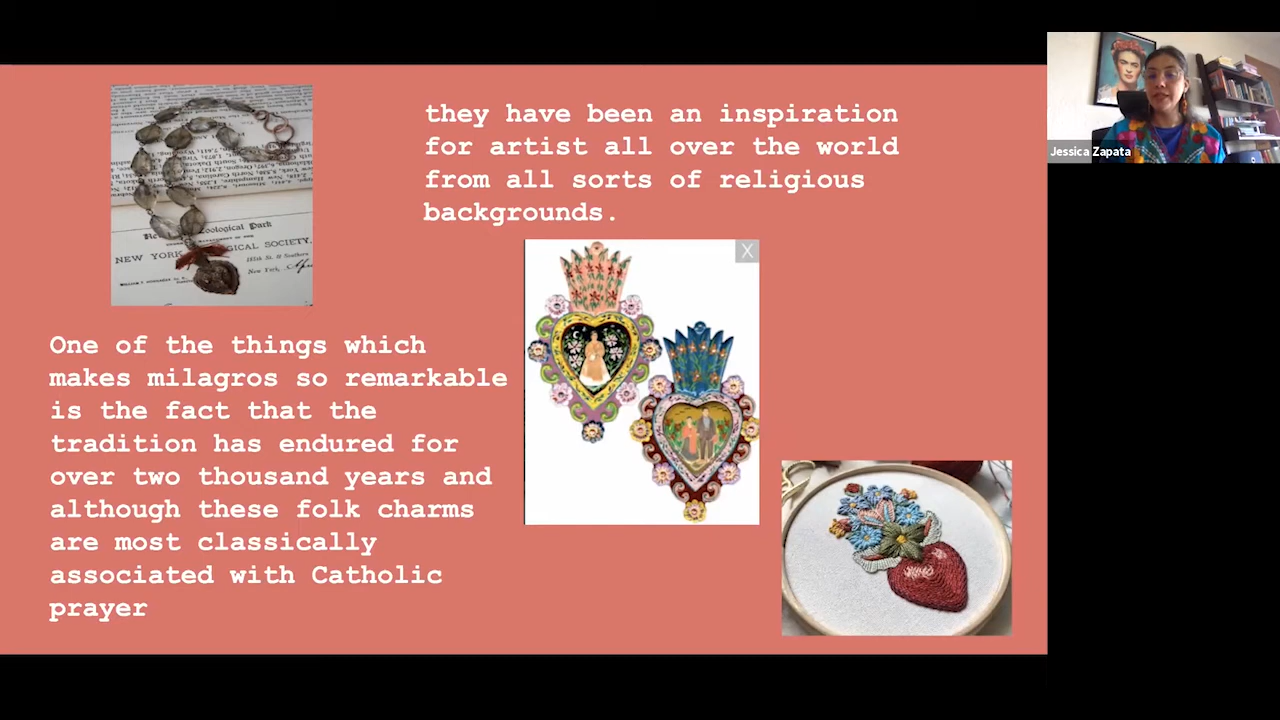 One of the things which
makes milagros so remarkable
is the fact that the
tradition has endured for
over two thousand years and
although these folk charms
are most classically
associated with Catholic
prayer
they have been an inspiration
for artist all over the world
from all sorts of religious
backgrounds.
X
NEW YORK
SOCIETY,
New York,
Jessica Zapata